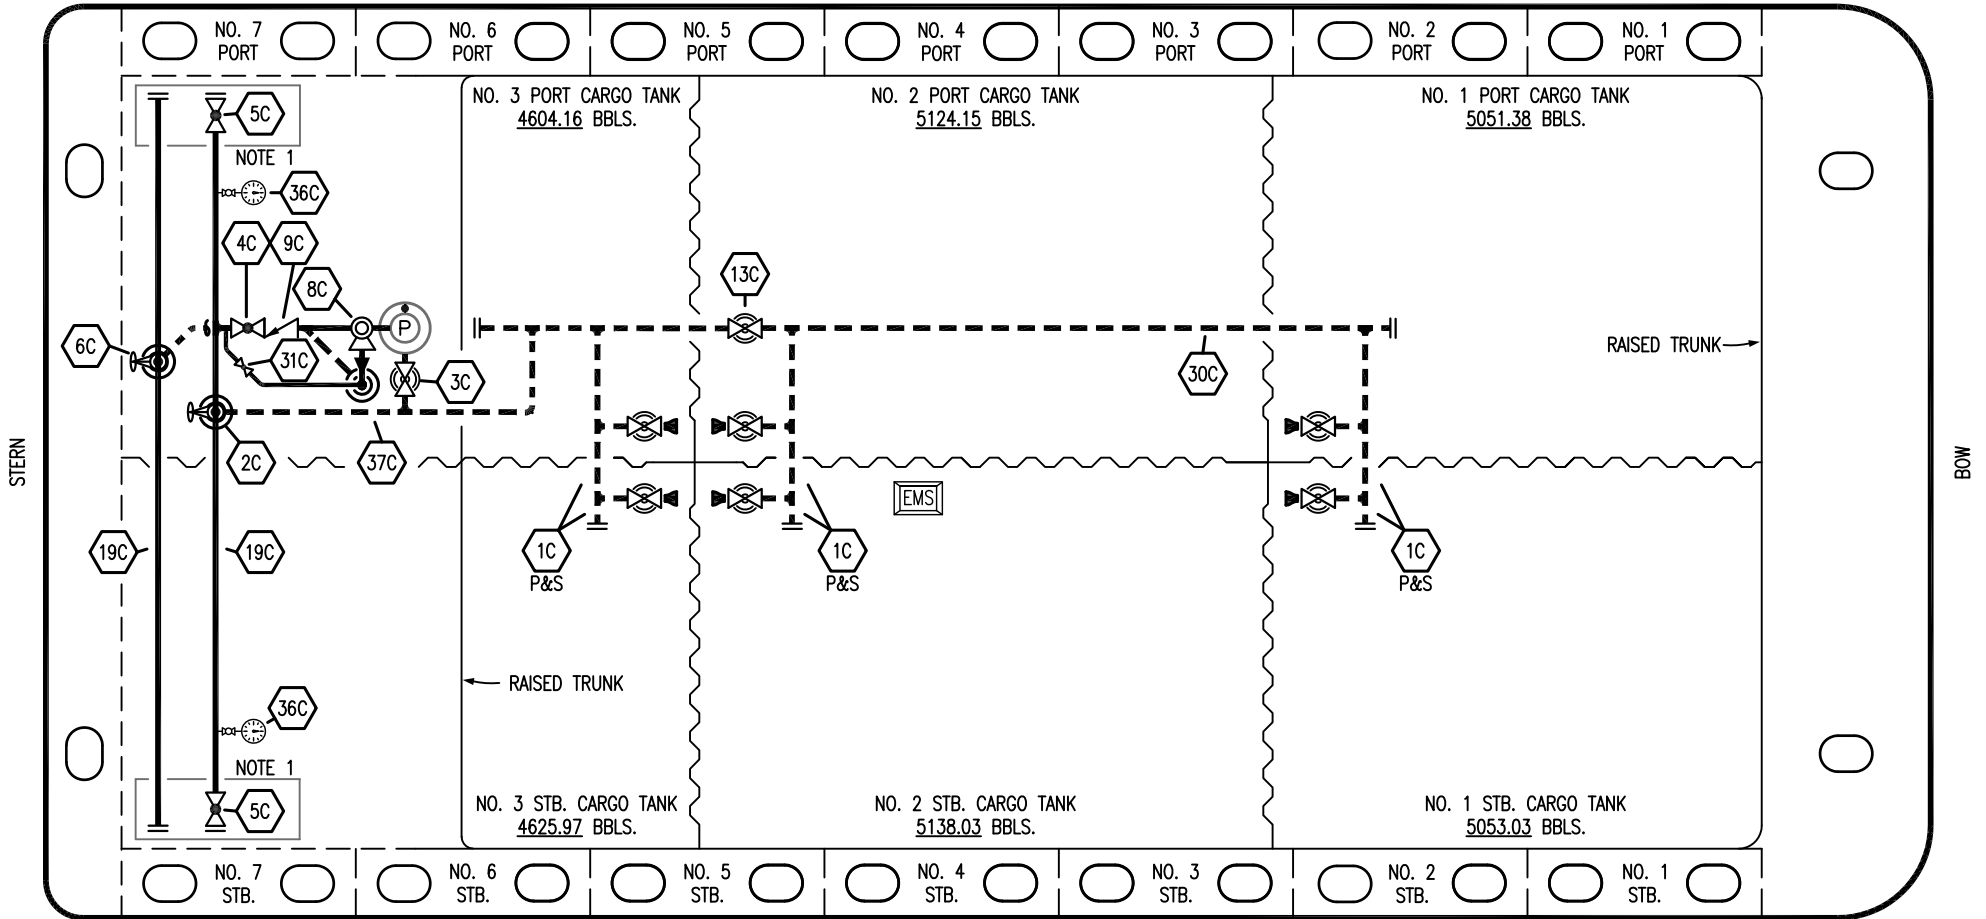 NO. 7
PORT
NO. 6
PORT
NO. 5
PORT
NO. 4
PORT
NO. 3
PORT
NO. 2
PORT
NO. 1
PORT
NO. 3 PORT CARGO TANK
4604.16 BBLS.
NO. 2 PORT CARGO TANK
5124.15 BBLS.
NO. 1 PORT CARGO TANK
5051.38 BBLS.
5C
NOTE 1
36C
4C
9C
8C
13C
P
6C
31C
3C
30C
RAISED TRUNK
2C
37C
STERN
BOW
EMS
19C
19C
1C
P&S
1C
P&S
1C
P&S
RAISED TRUNK
36C
NOTE 1
5C
NO. 3 STB. CARGO TANK
4625.97 BBLS.
NO. 2 STB. CARGO TANK
5138.03 BBLS.
NO. 1 STB. CARGO TANK
5053.03 BBLS.
NO. 7
STB.
NO. 6
STB.
NO. 5
STB.
NO. 4
STB.
NO. 3
STB.
NO. 2
STB.
NO. 1
STB.